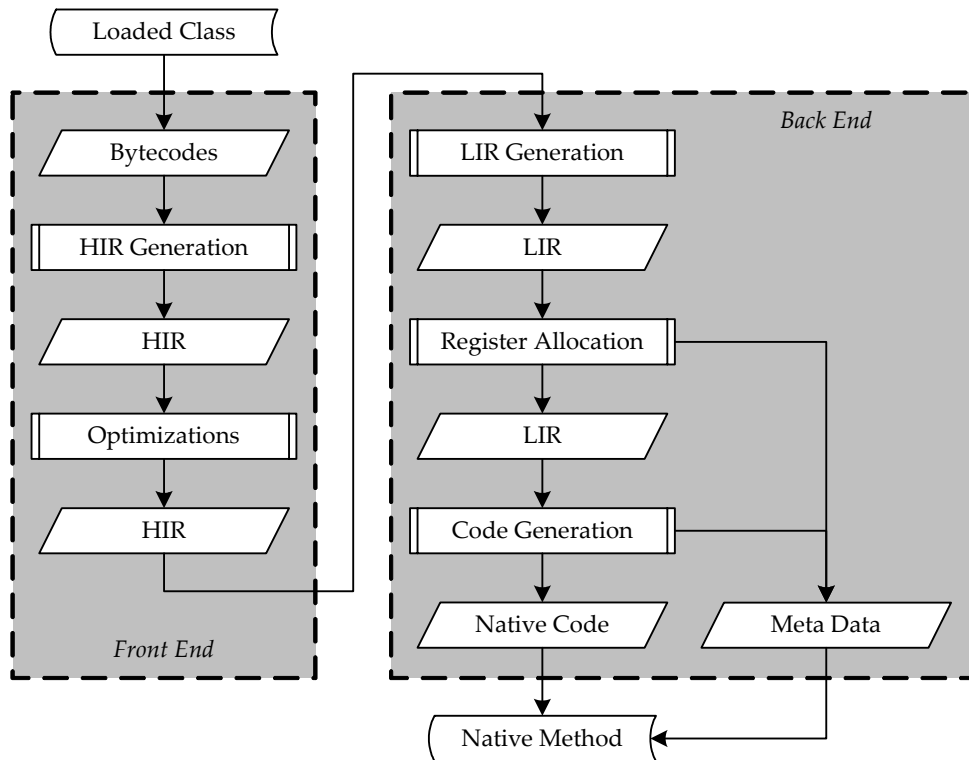 Loaded Class
Bytecodes
HIR Generation
HIR
Optimizations
HIR
Front End
Back End
LIR Generation
LIR
Register Allocation
LIR
Code Generation
Native Code
Meta Data
Native Method